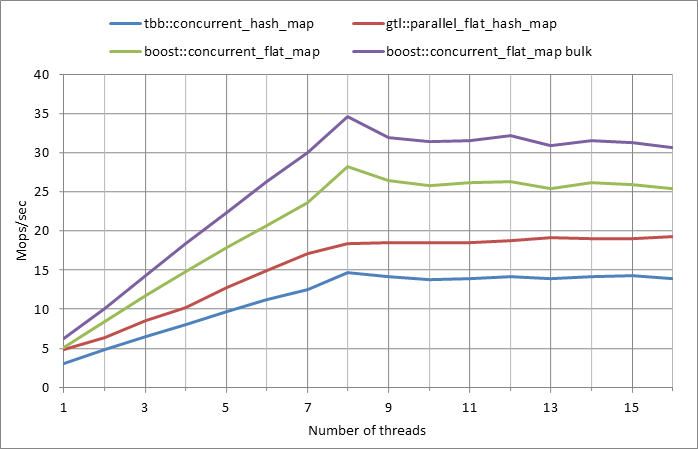 tbb::concurrent_hash_map gtl::parallel_flat_hash_map
boost::concurrent_flat_map boost::concurrent_flat_map bulk
40
35
30
25
20
15
10
5
0
Mops/sec
1 3 5 7 9 11 13 15
Number of threads